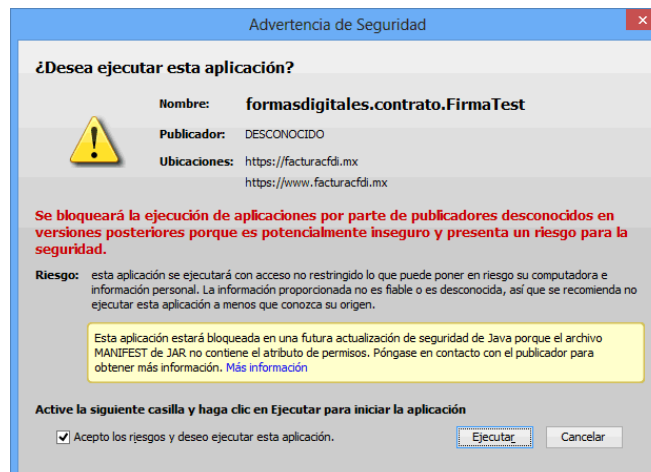 Advertencia de Seguridad
¿Desea ejecutar esta aplicación?
Nombre: formasdigitales.contrato.FirmaTest
Publicador: DESCONOCIDO
Ubicaciones: https://facturacfdi.mx
https://www.facturacfdi.mx
Se bloqueará la ejecución de aplicaciones por parte de publicadores desconocidos en
versiones posteriores porque es potencialmente inseguro y presenta un riesgo para la
seguridad.
Riesgo: esta aplicación se ejecutará con acceso no restringido lo que puede poner en riesgo su computadora e
información personal. La información proporcionada no es fiable o es desconocida, así que se recomienda no
ejecutar esta aplicación a menos que conozca su origen.
Esta aplicación estará bloqueada en una futura actualización de seguridad de Java porque el archivo
MANIFEST de JAR no contiene el atributo de permisos. Póngase en contacto con el publicador para
obtener más información. Más información
Active la siguiente casilla y haga clic en Ejecutar para iniciar la aplicación
Acepto los riesgos y deseo ejecutar esta aplicación.
Ejecutar Cancelar